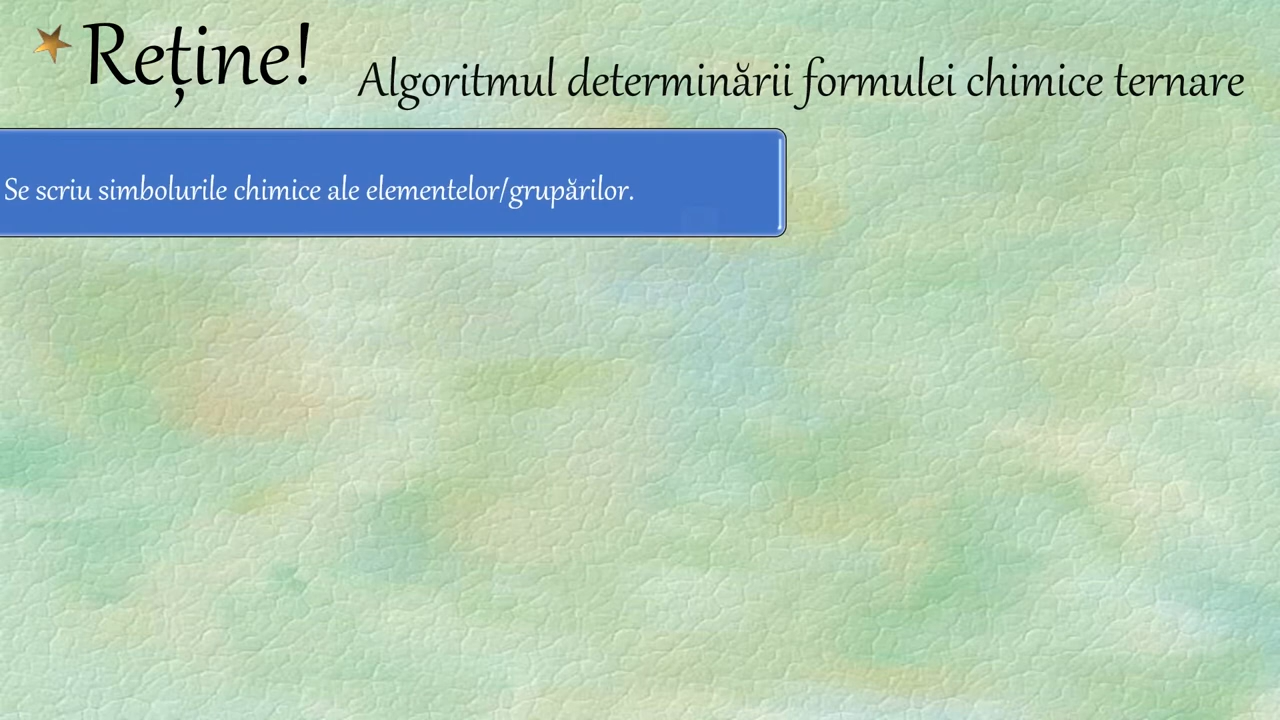 Reține!
Algoritmul determinării formulei chimice ternare
Se scriu simbolurile chimice ale elementelor/grupărilor.